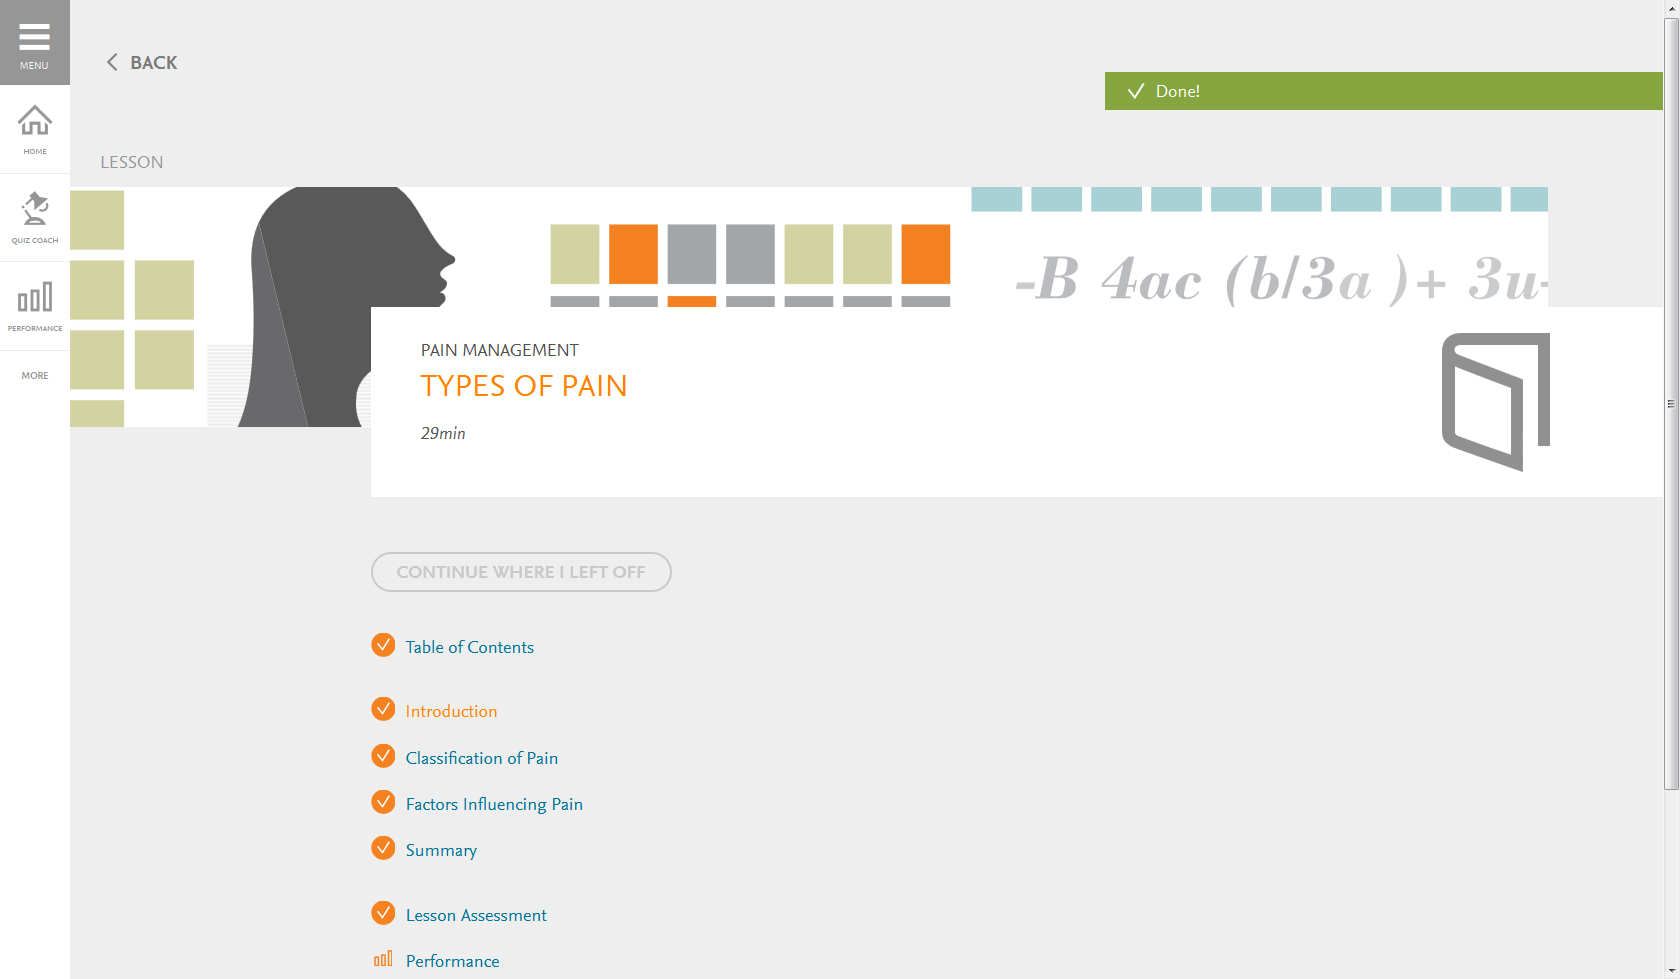 MENU
BACK
Done!
HOME
LESSON
QUIZ COACH
-B 4ac (b/3a )+ 3u-
PERFORMANCE
PAIN MANAGEMENT
TYPES OF PAIN
MORE
29min
CONTINUE WHERE I LEFT OFF
Table of Contents
Introduction
Classification of Pain
Factors Influencing Pain
Summary
Lesson Assessment
Performance